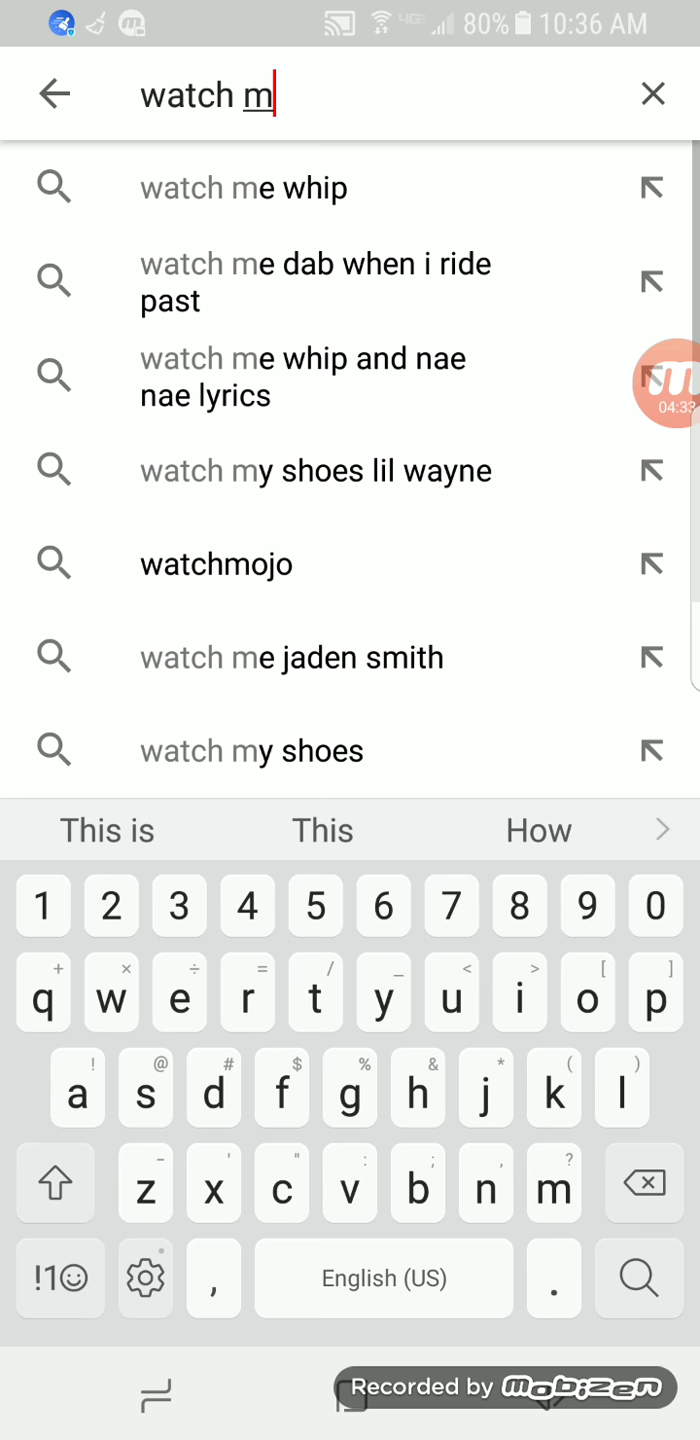 4G LTE 80% 10:36 AM
watch m
watch me whip
watch me dab when i ride
past
watch me whip and nae
nae lyrics
m
04:33
watch my shoes lil wayne
watchmojo
watch me jaden smith
watch my shoes
This is This How
1 2 3 4 5 6 7 8 9 0
+ × ÷ = / _ < > [ ]
q w e r t y u i o p
! @ # $ % & * ( )
a s d f g h j k l
- ' " : ; , ?
z x c v b n m
!1☺ , English (US) .
Recorded by mobizen